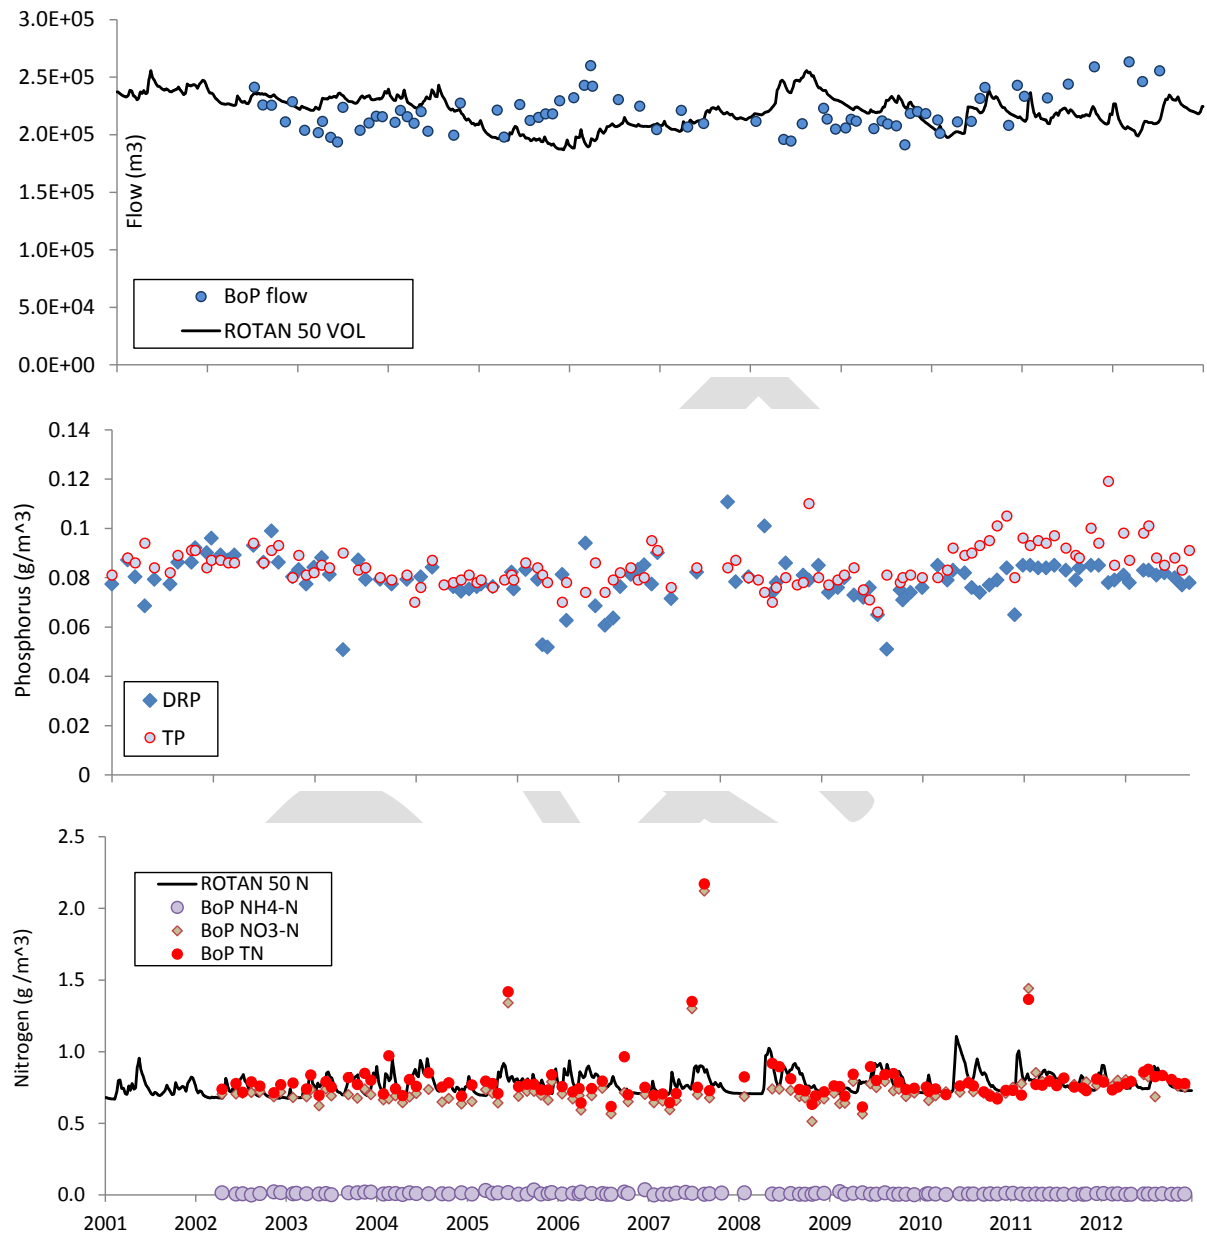 3.0E+05
2.5E+05
2.0E+05
1.5E+05
1.0E+05
5.0E+04
0.0E+00
Flow (m3)
BoP flow
ROTAN 50 VOL
0.14
0.12
0.1
0.08
0.06
0.04
0.02
0
Phosphorus (g/m^3)
DRP
TP
2.5
2.0
1.5
1.0
0.5
0.0
Nitrogen (g /m^3)
ROTAN 50 N
BoP NH4-N
BoP NO3-N
BoP TN
2001 2002 2003 2004 2005 2006 2007 2008 2009 2010 2011 2012